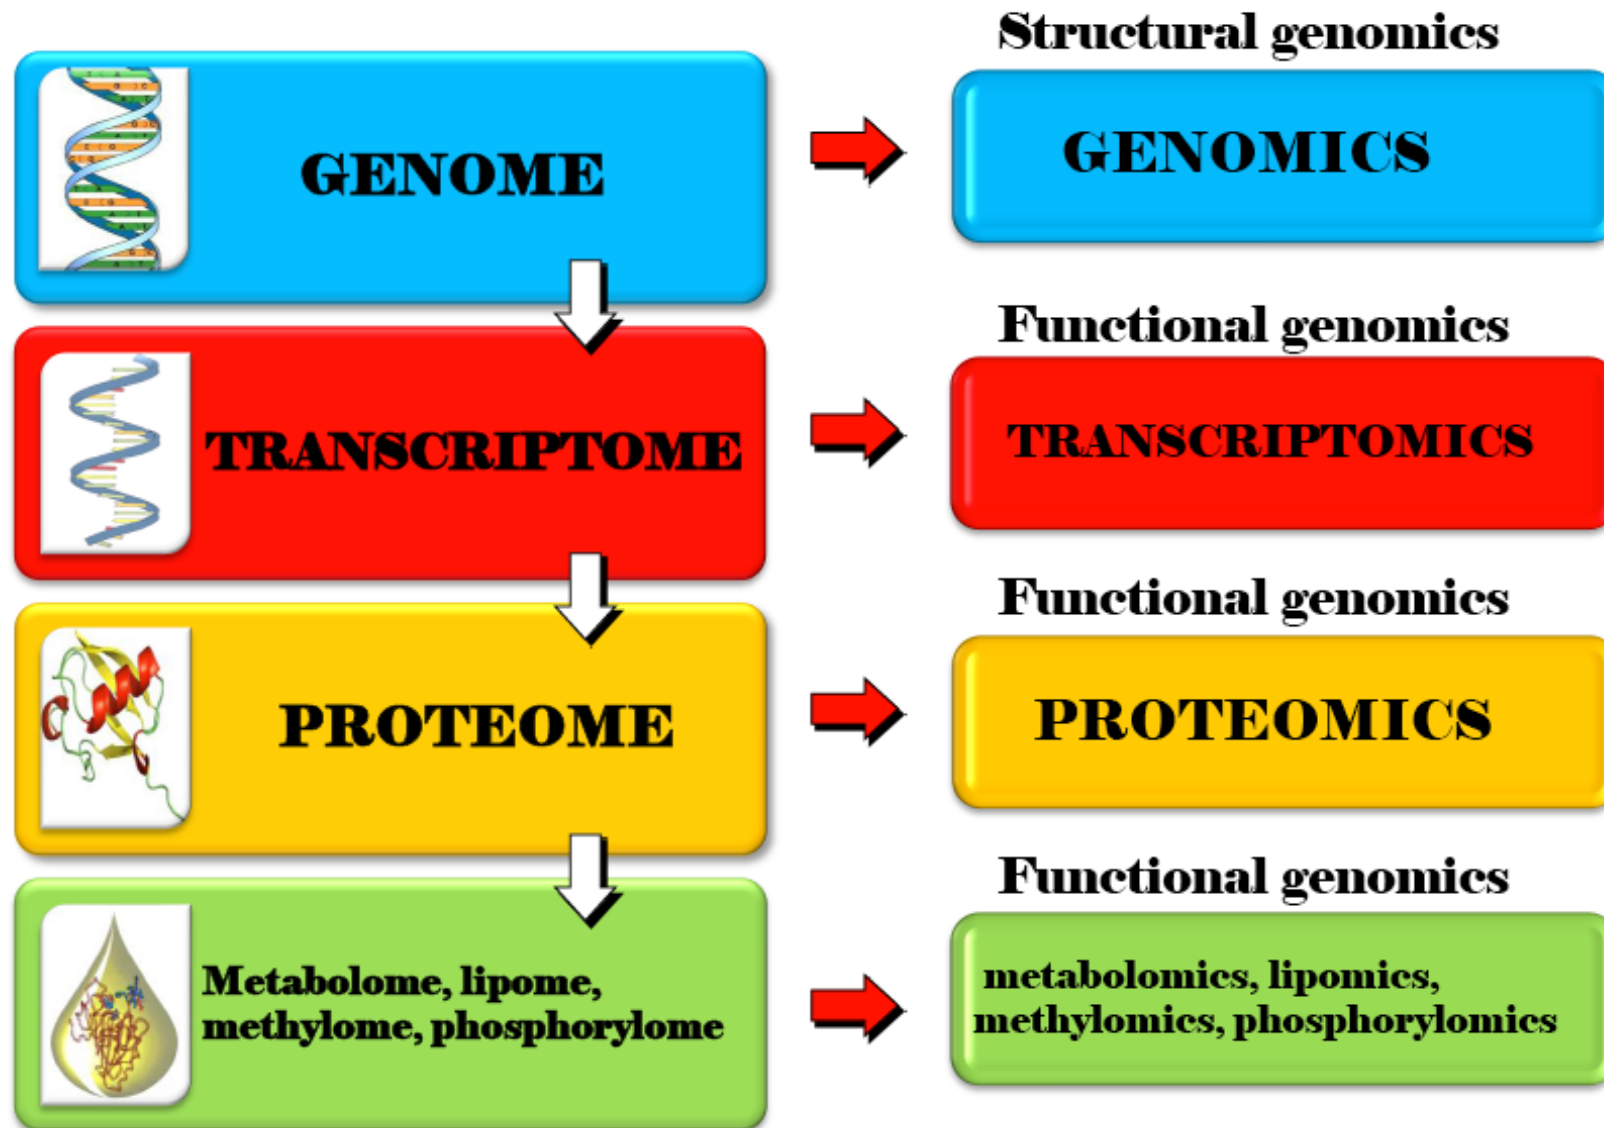 Structural genomics
GENOME
GENOMICS
Functional genomics
TRANSCRIPTOME
TRANSCRIPTOMICS
Functional genomics
PROTEOME
PROTEOMICS
Functional genomics
Metabolome, lipome,
methylome, phosphorylome
metabolomics, lipomics,
methylomics, phosphorylomics